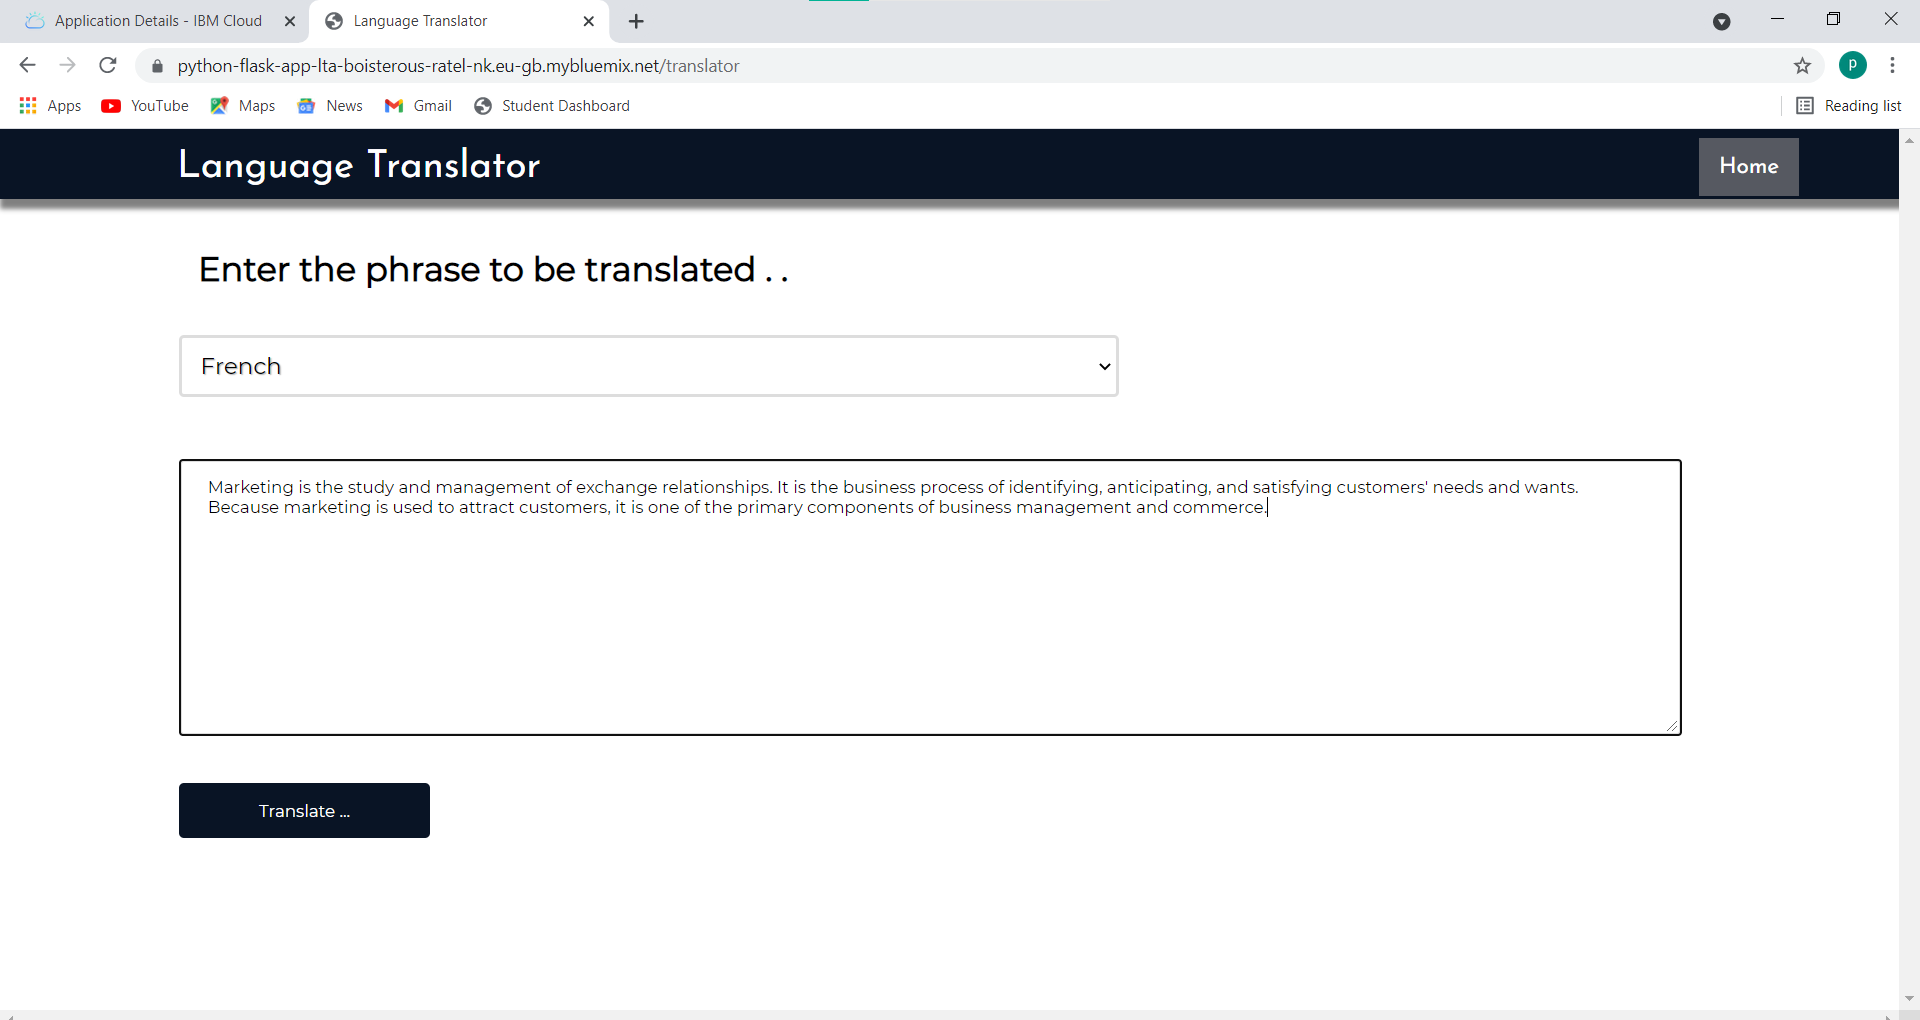 Application Details - IBM Cloud
Language Translator
python-flask-app-lta-boisterous-ratel-nk.eu-gb.mybluemix.net/translator
P
Apps
YouTube
Maps
News
Gmail
Student Dashboard
Reading list
Language Translator
Home
Enter the phrase to be translated . .
French
Marketing is the study and management of exchange relationships. It is the business process of identifying, anticipating, and satisfying customers' needs and wants.
Because marketing is used to attract customers, it is one of the primary components of business management and commerce.
Translate ...